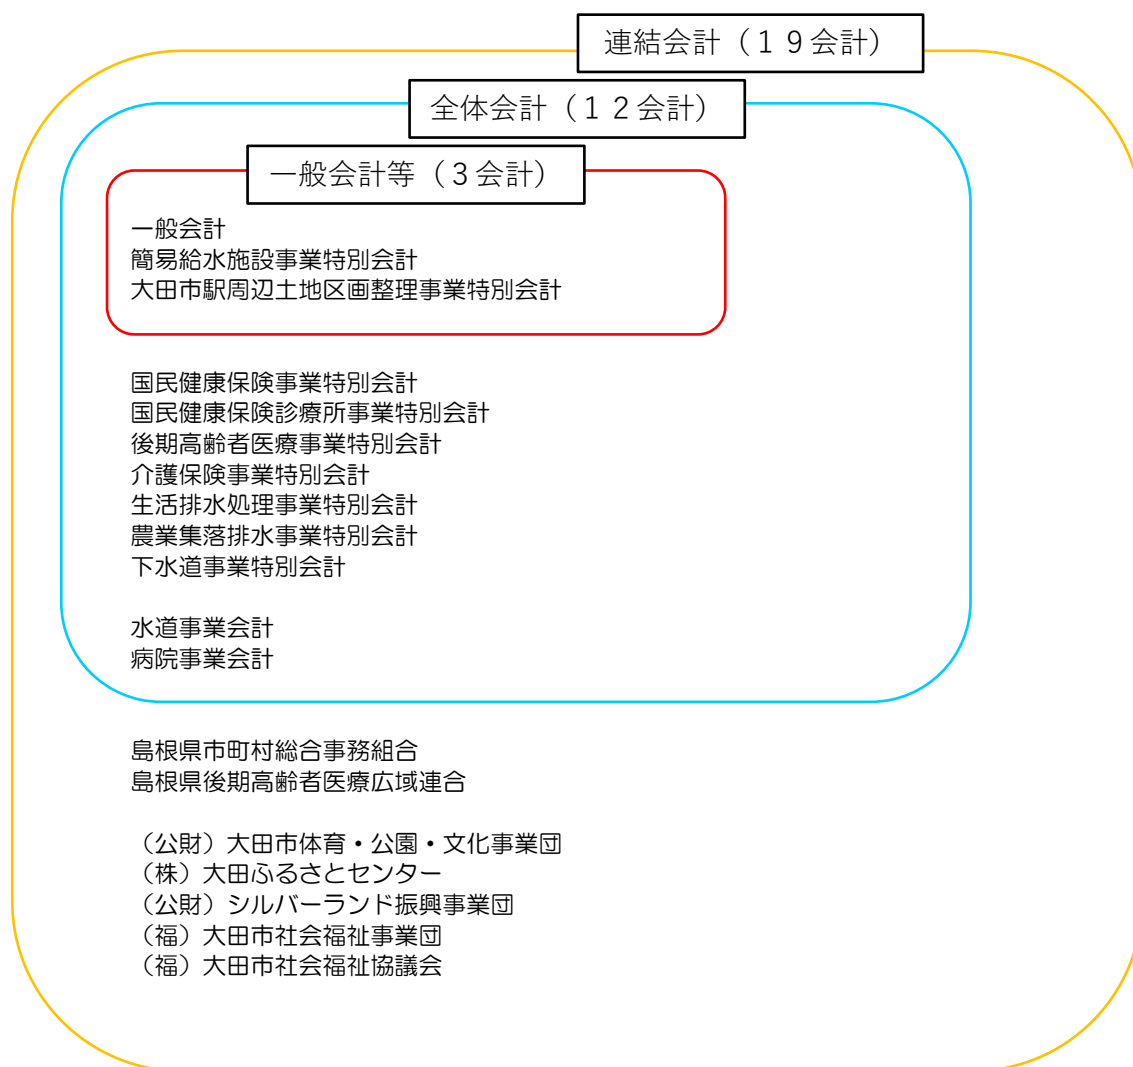 連結会計（１９会計）
全体会計（１２会計）
一般会計等（３会計）
一般会計
簡易給水施設事業特別会計
大田市駅周辺土地区画整理事業特別会計
国民健康保険事業特別会計
国民健康保険診療所事業特別会計
後期高齢者医療事業特別会計
介護保険事業特別会計
生活排水処理事業特別会計
農業集落排水事業特別会計
下水道事業特別会計
水道事業会計
病院事業会計
島根県市町村総合事務組合
島根県後期高齢者医療広域連合
（公財）大田市体育・公園・文化事業団
（株）大田ふるさとセンター
（公財）シルバーランド振興事業団
（福）大田市社会福祉事業団
（福）大田市社会福祉協議会